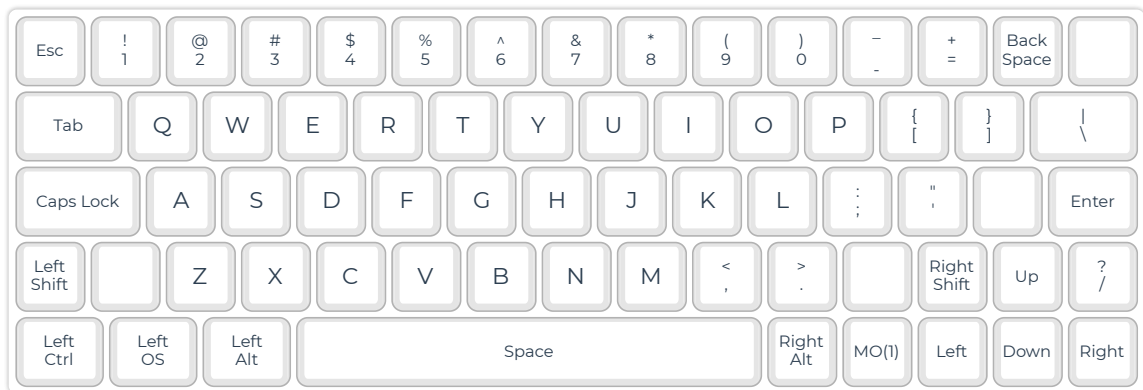 Esc ! @ # $ % ^ & * ( ) _ + Back
1 2 3 4 5 6 7 8 9 0 - = Space
Tab Q W E R T Y U I O P { } |
[ ] \
Caps Lock A S D F G H J K L : " Enter
; '
Left Z X C V B N M < > Right Up ?
Shift , . Shift /
Left Left Left Space Right MO(1) Left Down Right
Ctrl OS Alt Alt